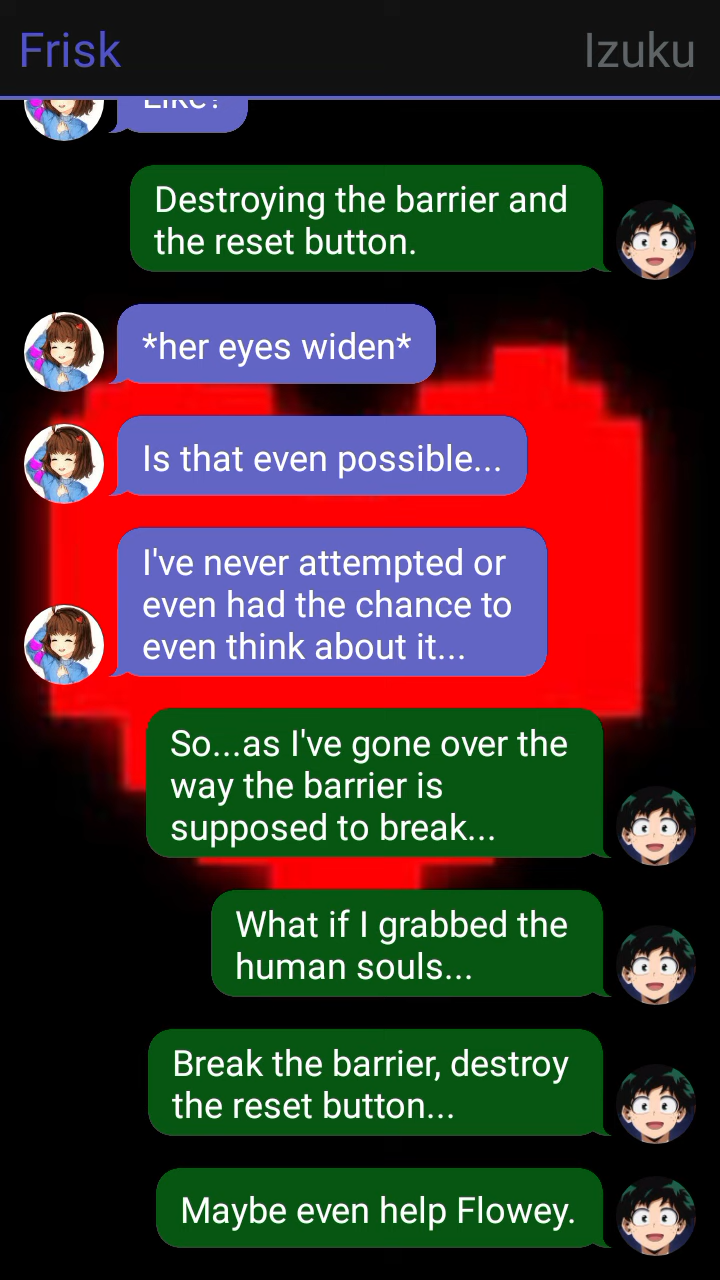 Frisk
Izuku
Like?
Destroying the barrier and
the reset button.
*her eyes widen*
Is that even possible...
I've never attempted or
even had the chance to
even think about it...
So...as I've gone over the
way the barrier is
supposed to break...
What if I grabbed the
human souls...
Break the barrier, destroy
the reset button...
Maybe even help Flowey.